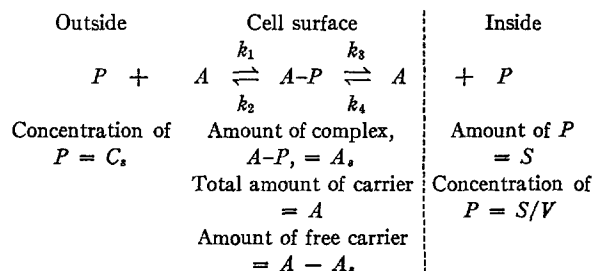 Outside Cell surface Inside
k₁ k₃
P + A ⇌ A-P ⇌ A + P
k₂ k₄
Concentration of Amount of complex, Amount of P
P = Cₛ A-P, = Aₛ = S
Total amount of carrier Concentration of
= A P = S/V
Amount of free carrier
= A − Aₛ